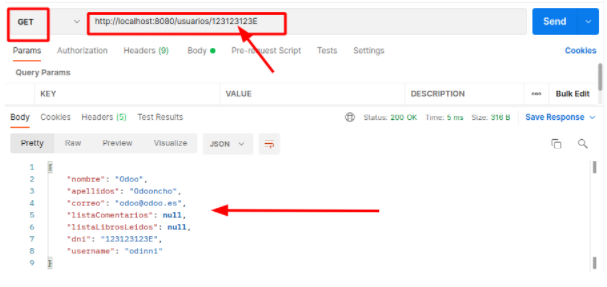 GET http://localhost:8080/usuarios/123123123E Send
Params Authorization Headers (9) Body Pre-request Script Tests Settings Cookies
Query Params
KEY VALUE DESCRIPTION ooo Bulk Edit
Body Cookies Headers (5) Test Results Status: 200 OK Time: 5 ms Size: 316 B Save Response
Pretty Raw Preview Visualize JSON
1 {
2 "nombre": "Odoo",
3 "apellidos": "Odooncho",
4 "correo": "odoo@odoo.es",
5 "listaComentarios": null,
6 "listaLibrosLeidos": null,
7 "dni": "123123123E",
8 "username": "odinni"
9 }